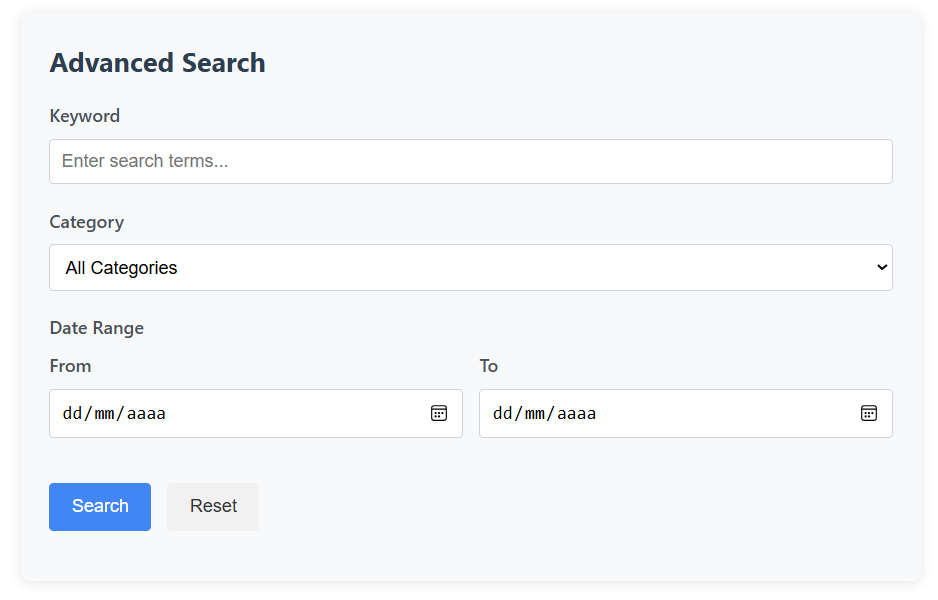 Advanced Search
Keyword
Enter search terms...
Category
All Categories
Date Range
From To
dd/mm/aaaa dd/mm/aaaa
Search Reset